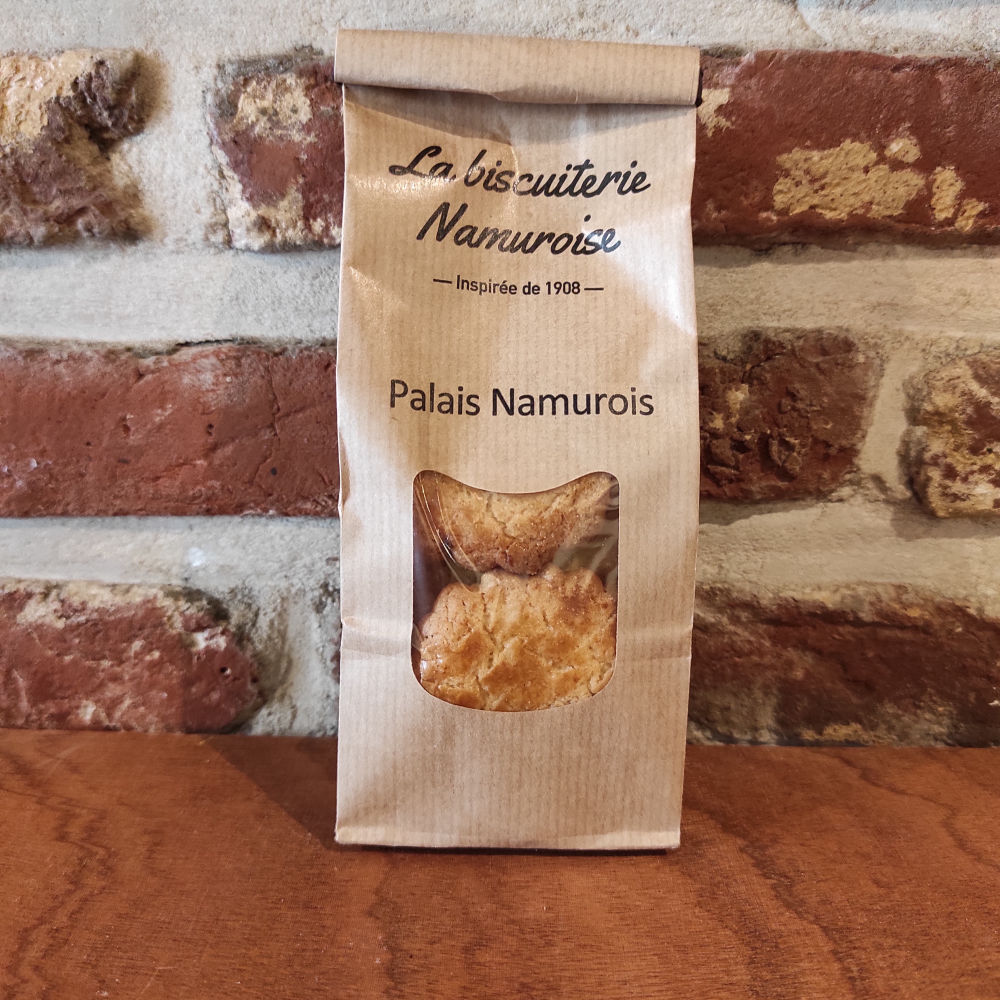 La biscuiterie
Namuroise
— Inspirée de 1908 —
Palais Namurois